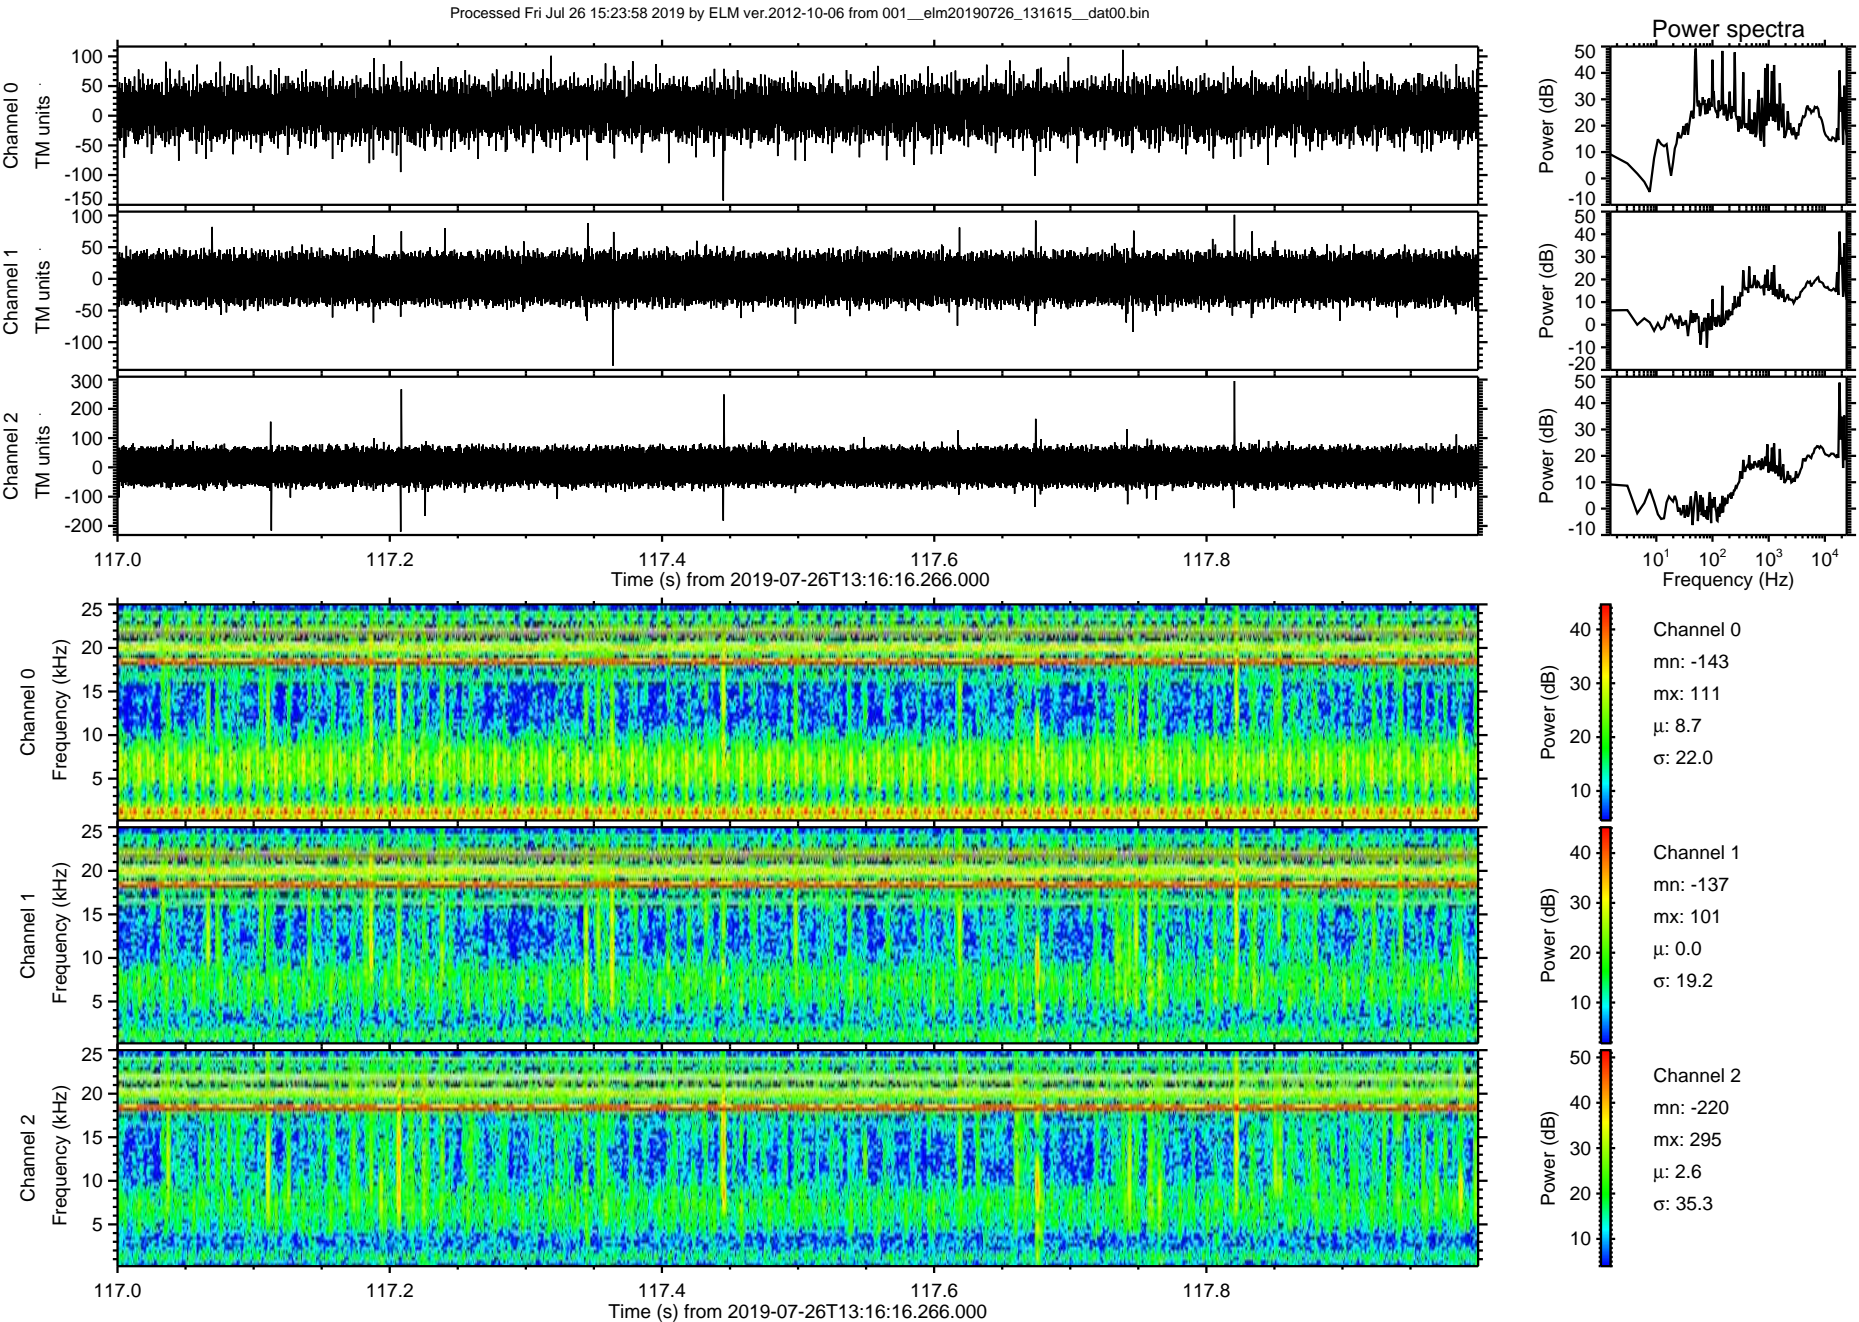 Processed Fri Jul 26 15:23:58 2019 by ELM ver.2012-10-06 from 001__elm20190726_131615__dat00.bin
Power spectra
Channel 0
TM units
100
50
0
-50
-100
-150
Power (dB)
50
40
30
20
10
0
-10
Channel 1
TM units
100
50
0
-50
-100
Power (dB)
50
40
30
20
10
0
-10
-20
Channel 2
TM units
300
200
100
0
-100
-200
Power (dB)
50
40
30
20
10
0
-10
117.0 117.2 117.4 117.6 117.8
Time (s) from 2019-07-26T13:16:16.266.000
10¹ 10² 10³ 10⁴
Frequency (Hz)
Channel 0
Frequency (kHz)
25
20
15
10
5
Power (dB)
40
30
20
10
Channel 0
mn: -143
mx: 111
μ: 8.7
σ: 22.0
Channel 1
Frequency (kHz)
25
20
15
10
5
Power (dB)
40
30
20
10
Channel 1
mn: -137
mx: 101
μ: 0.0
σ: 19.2
Channel 2
Frequency (kHz)
25
20
15
10
5
Power (dB)
50
40
30
20
10
Channel 2
mn: -220
mx: 295
μ: 2.6
σ: 35.3
117.0 117.2 117.4 117.6 117.8
Time (s) from 2019-07-26T13:16:16.266.000